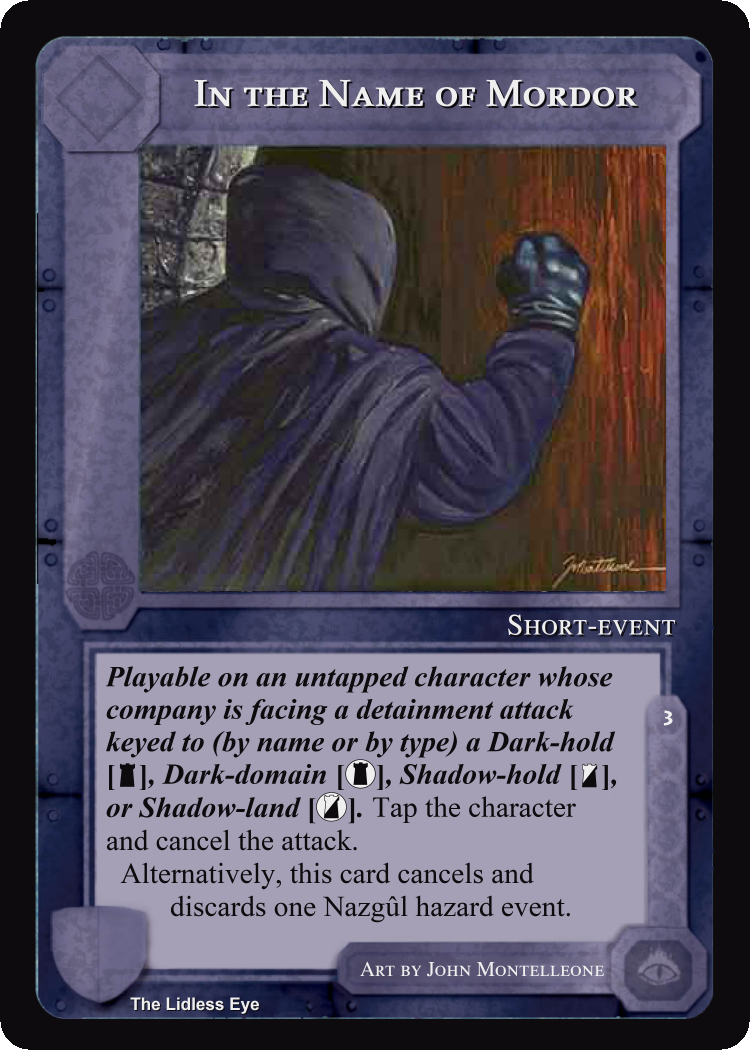 In the Name of Mordor
JMontelleone
Short-event
Playable on an untapped character whose
company is facing a detainment attack
keyed to (by name or by type) a Dark-hold
[], Dark-domain [], Shadow-hold [],
or Shadow-land []. Tap the character
and cancel the attack.
Alternatively, this card cancels and
discards one Nazgûl hazard event.
3
Art by John Montelleone
The Lidless Eye